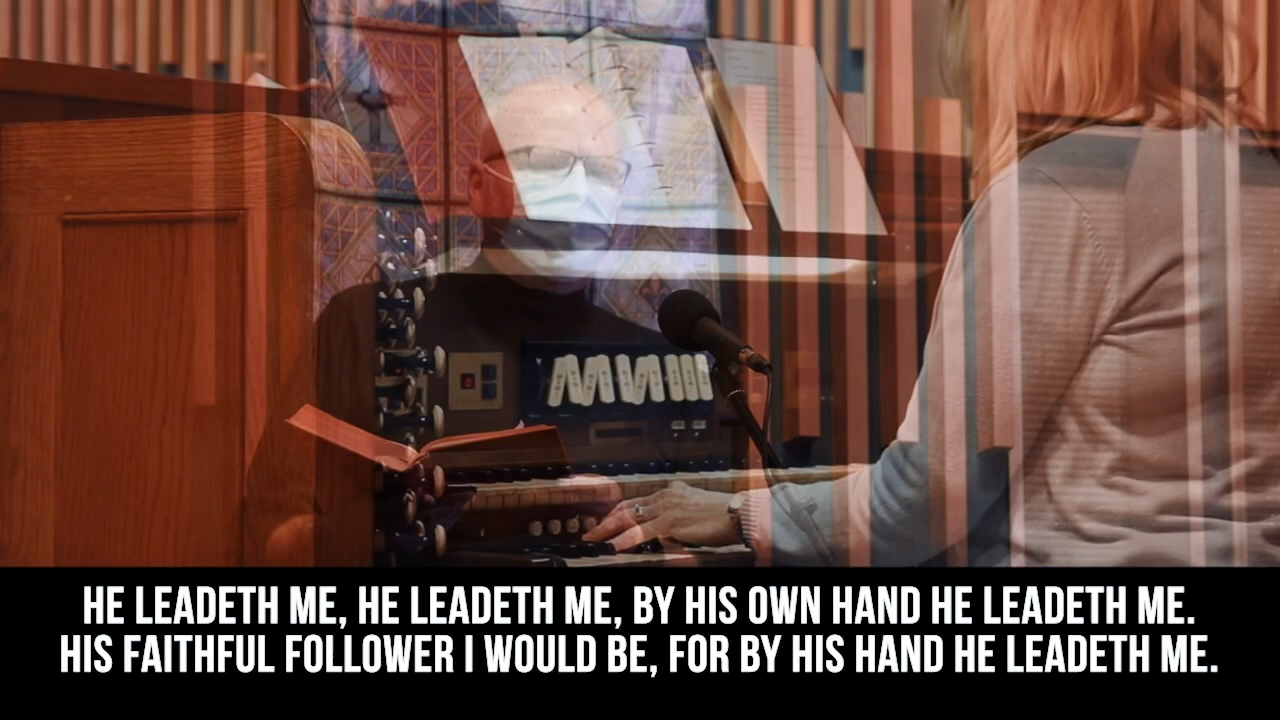 HE LEADETH ME, HE LEADETH ME, BY HIS OWN HAND HE LEADETH ME.
HIS FAITHFUL FOLLOWER I WOULD BE, FOR BY HIS HAND HE LEADETH ME.